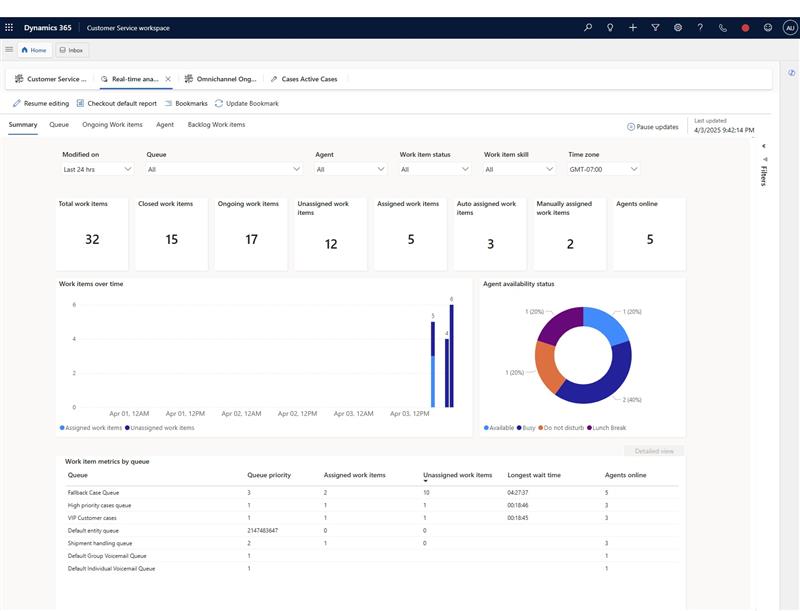 Dynamics 365 Customer Service workspace AU
Home Inbox
Customer Service ... Real-time ana... Omnichannel Ong... Cases Active Cases
Resume editing Checkout default report Bookmarks Update Bookmark
Summary Queue Ongoing Work items Agent Backlog Work items Pause updates Last updated
4/3/2025 9:42:14 PM
Modified on Queue Agent Work item status Work item skill Time zone
Last 24 hrs All All All All GMT-07:00
Filters
Total work items Closed work items Ongoing work items Unassigned work items Assigned work items Auto assigned work items Manually assigned work items Agents online
32 15 17 12 5 3 2 5
Work items over time
6
4
2
0
5
4
6
Apr 01, 12AM Apr 01, 12PM Apr 02, 12AM Apr 02, 12PM Apr 03, 12AM Apr 03, 12PM
Assigned work items Unassigned work items
Agent availability status
1 (20%) 1 (20%)
1 (20%)
2 (40%)
Available Busy Do not disturb Lunch Break
Detailed view
Work item metrics by queue
Queue Queue priority Assigned work items Unassigned work items Longest wait time Agents online
Fallback Case Queue 3 2 10 04:27:37 5
High priority cases queue 1 1 1 00:18:46 3
VIP Customer cases 1 1 1 00:18:45 3
Default entity queue 2147483647 0 0
Shipment handling queue 2 1 0 3
Default Group Voicemail Queue 1 1
Default Individual Voicemail Queue 1 1